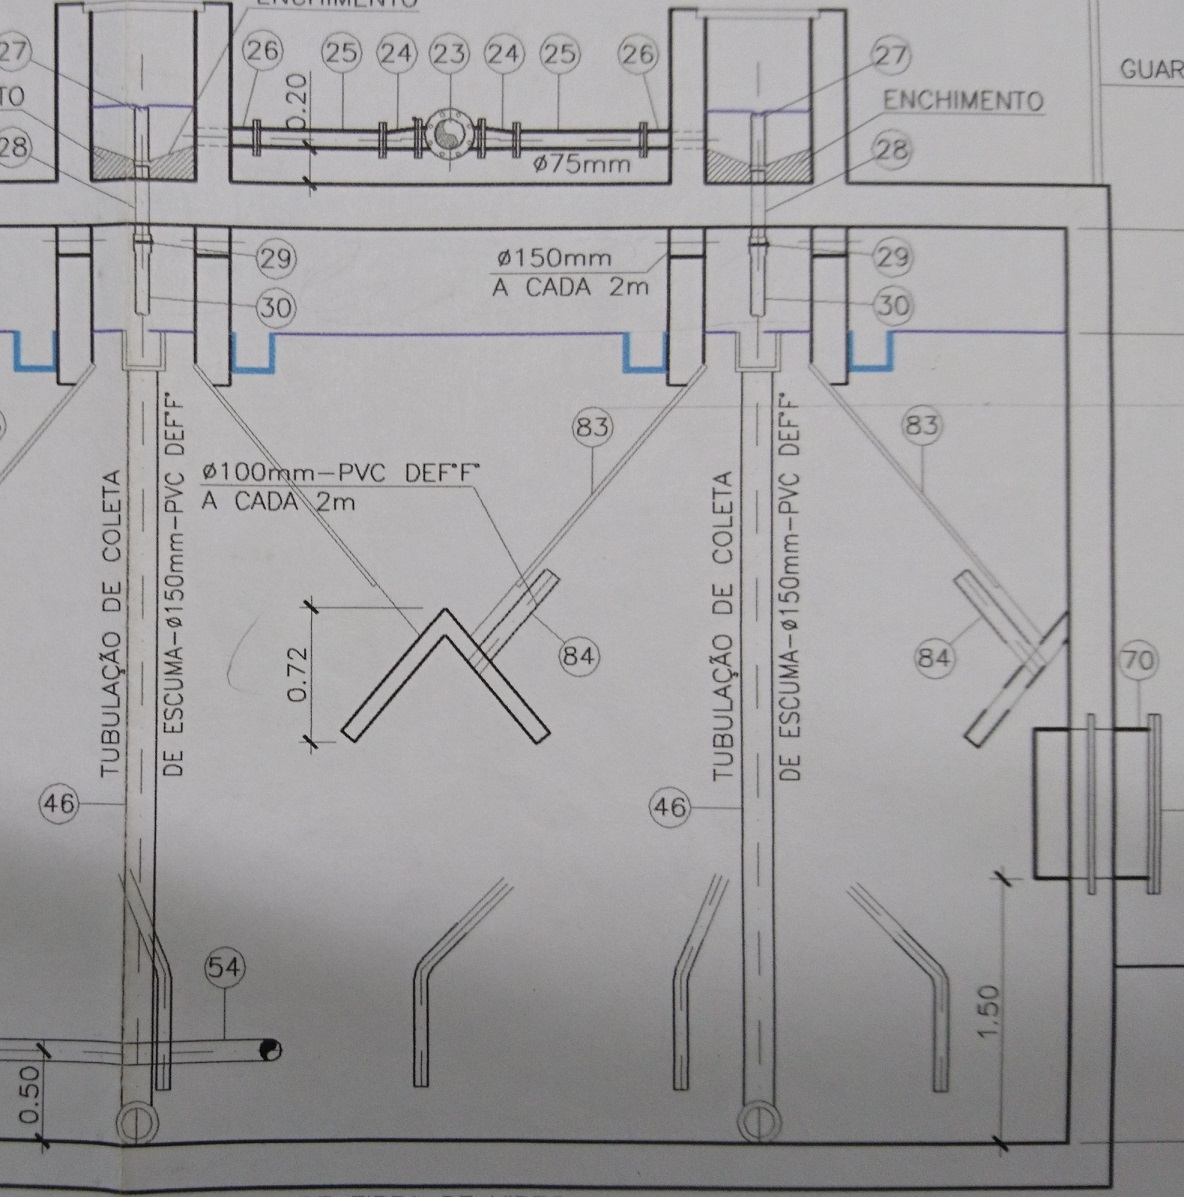 ENCHIMENTO
27
26
25
24
23
24
25
26
27
GUAR
TO
0.20
ENCHIMENTO
28
Ø75mm
28
29
Ø150mm
A CADA 2m
29
30
30
83
83
Ø100mm-PVC DEF°F°
A CADA 2m
TUBULAÇÃO DE COLETA
DE ESCUMA-Ø150mm-PVC DEF°F°
TUBULAÇÃO DE COLETA
DE ESCUMA-Ø150mm-PVC DEF°F°
0.72
84
84
70
46
46
54
1.50
0.50